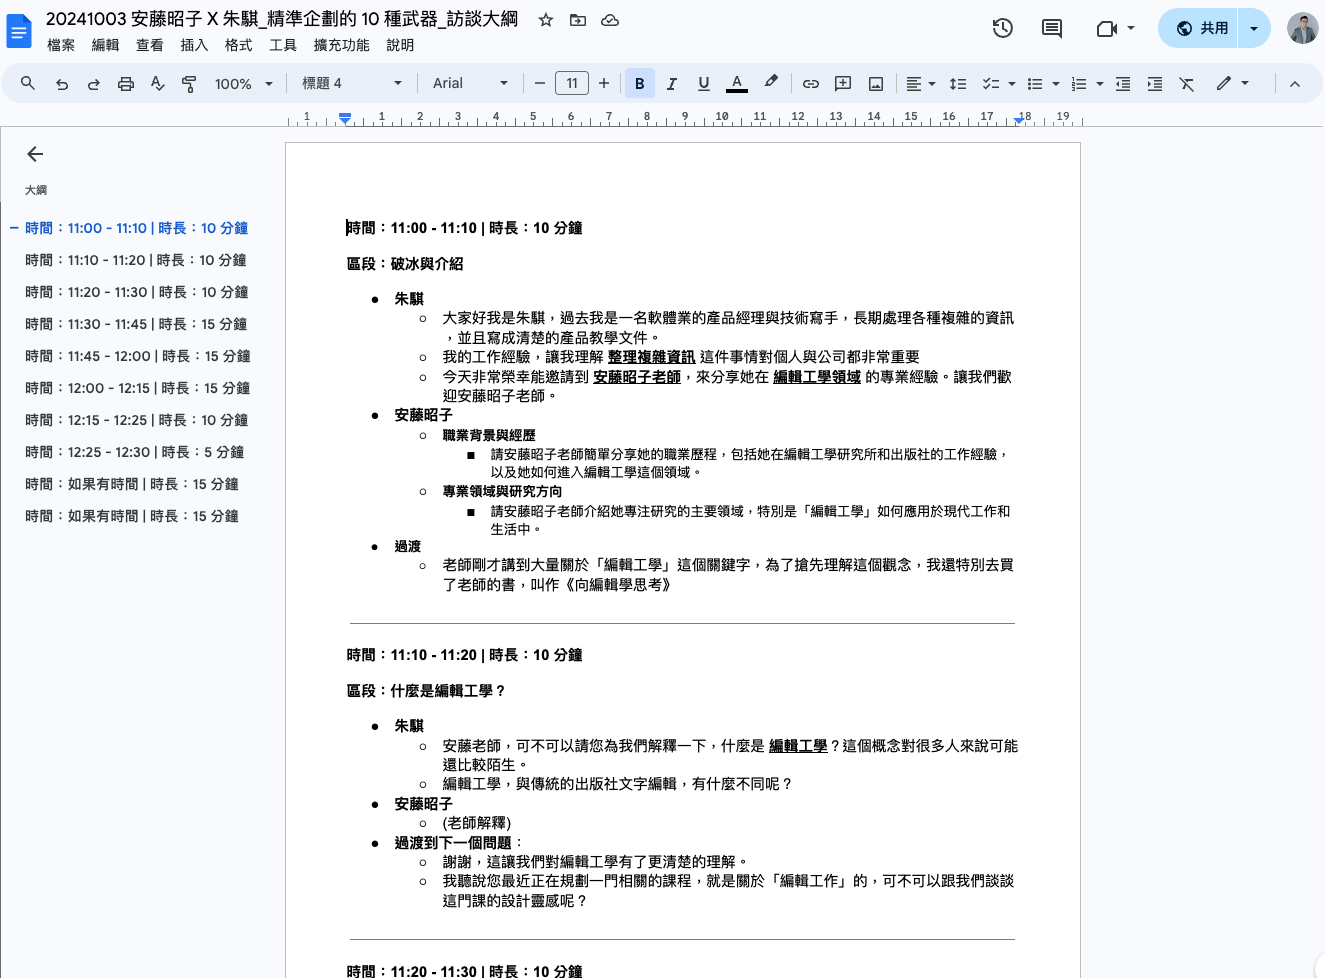 20241003 安藤昭子 X 朱騏_精準企劃的 10 種武器_訪談大綱
檔案 編輯 查看 插入 格式 工具 擴充功能 說明
共用
100% 標題 4 Arial 11 B I U A
1 1 2 3 4 5 6 7 8 9 10 11 12 13 14 15 16 17 18 19
大綱
時間：11:00 - 11:10 | 時長：10 分鐘
時間：11:10 - 11:20 | 時長：10 分鐘
時間：11:20 - 11:30 | 時長：10 分鐘
時間：11:30 - 11:45 | 時長：15 分鐘
時間：11:45 - 12:00 | 時長：15 分鐘
時間：12:00 - 12:15 | 時長：15 分鐘
時間：12:15 - 12:25 | 時長：10 分鐘
時間：12:25 - 12:30 | 時長：5 分鐘
時間：如果有時間 | 時長：15 分鐘
時間：如果有時間 | 時長：15 分鐘
時間：11:00 - 11:10 | 時長：10 分鐘
區段：破冰與介紹
● 朱騏
○ 大家好我是朱騏，過去我是一名軟體業的產品經理與技術寫手，長期處理各種複雜的資訊
，並且寫成清楚的產品教學文件。
○ 我的工作經驗，讓我理解 整理複雜資訊 這件事情對個人與公司都非常重要
○ 今天非常榮幸能邀請到 安藤昭子老師，來分享她在 編輯工學領域 的專業經驗。讓我們歡
迎安藤昭子老師。
● 安藤昭子
○ 職業背景與經歷
■ 請安藤昭子老師簡單分享她的職業歷程，包括她在編輯工學研究所和出版社的工作經驗，
以及她如何進入編輯工學這個領域。
○ 專業領域與研究方向
■ 請安藤昭子老師介紹她專注研究的主要領域，特別是「編輯工學」如何應用於現代工作和
生活中。
● 過渡
○ 老師剛才講到大量關於「編輯工學」這個關鍵字，為了搶先理解這個觀念，我還特別去買
了老師的書，叫作《向編輯學思考》
時間：11:10 - 11:20 | 時長：10 分鐘
區段：什麼是編輯工學？
● 朱騏
○ 安藤老師，可不可以請您為我們解釋一下，什麼是 編輯工學？這個概念對很多人來說可能
還比較陌生。
○ 編輯工學，與傳統的出版社文字編輯，有什麼不同呢？
● 安藤昭子
○ (老師解釋)
● 過渡到下一個問題：
○ 謝謝，這讓我們對編輯工學有了更清楚的理解。
○ 我聽說您最近正在規劃一門相關的課程，就是關於「編輯工作」的，可不可以跟我們談談
這門課的設計靈感呢？
時間：11:20 - 11:30 | 時長：10 分鐘